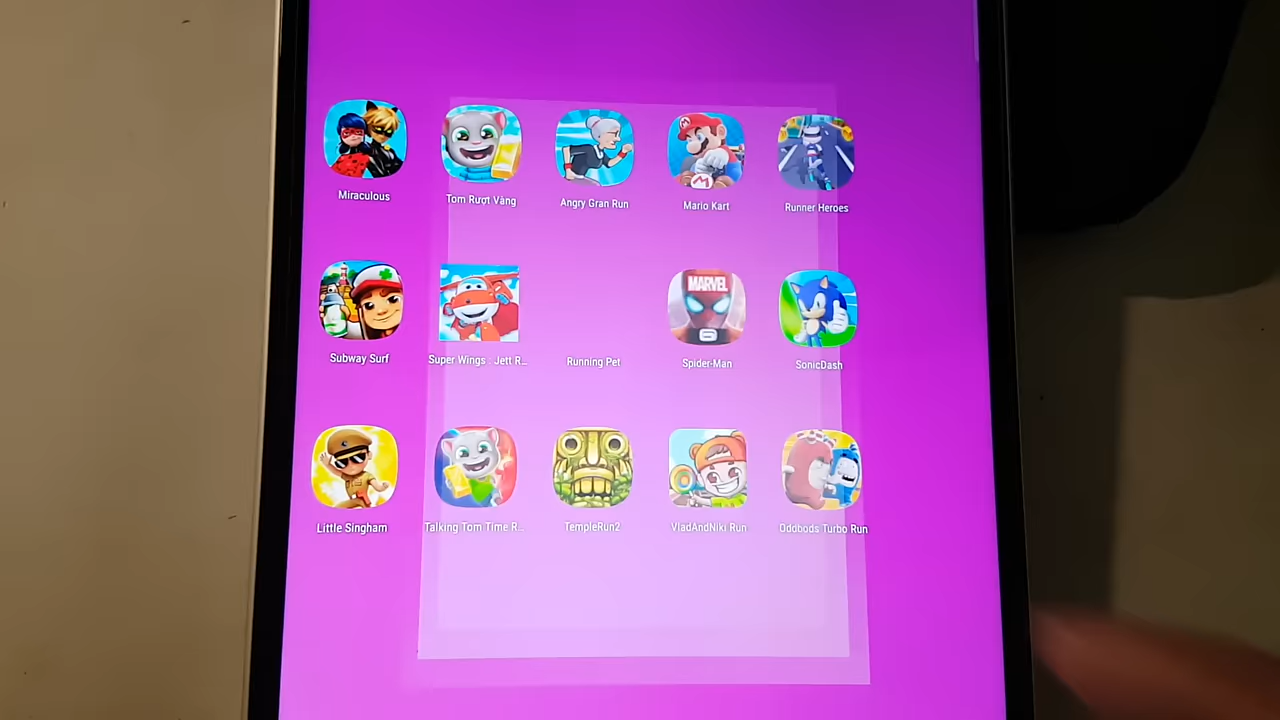 Miraculous
Tom Rượt Vàng
Angry Gran Run
Mario Kart
Runner Heroes
Subway Surf
Super Wings : Jett R...
Running Pet
MARVEL
Spider-Man
SonicDash
Little Singham
Talking Tom Time R...
TempleRun2
VladAndNiki Run
Oddbods Turbo Run